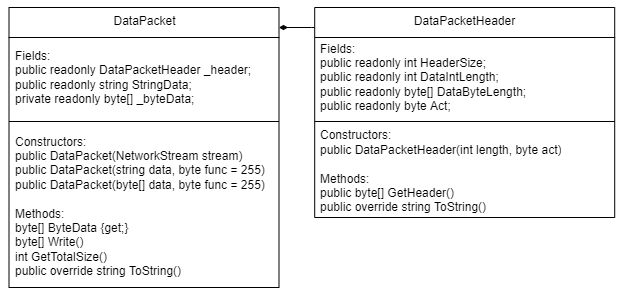 DataPacket
Fields:
public readonly DataPacketHeader _header;
public readonly string StringData;
private readonly byte[] _byteData;
Constructors:
public DataPacket(NetworkStream stream)
public DataPacket(string data, byte func = 255)
public DataPacket(byte[] data, byte func = 255)
Methods:
byte[] ByteData {get;}
byte[] Write()
int GetTotalSize()
public override string ToString()
DataPacketHeader
Fields:
public readonly int HeaderSize;
public readonly int DataIntLength;
public readonly byte[] DataByteLength;
public readonly byte Act;
Constructors:
public DataPacketHeader(int length, byte act)
Methods:
public byte[] GetHeader()
public override string ToString()